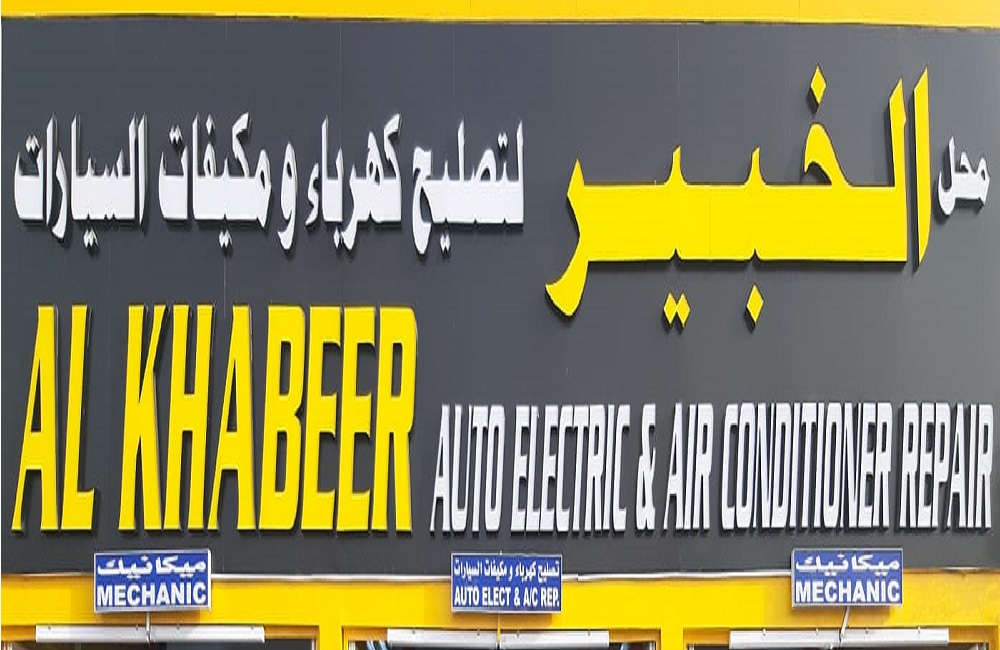 محل الخبير لتصليح كهرباء و مكيفات السيارات
AL KHABEER AUTO ELECTRIC & AIR CONDITIONER REPAIR
ميكانيك
MECHANIC
تصليح كهرباء و مكيفات السيارات
AUTO ELECT & A/C REP.
ميكانيك
MECHANIC